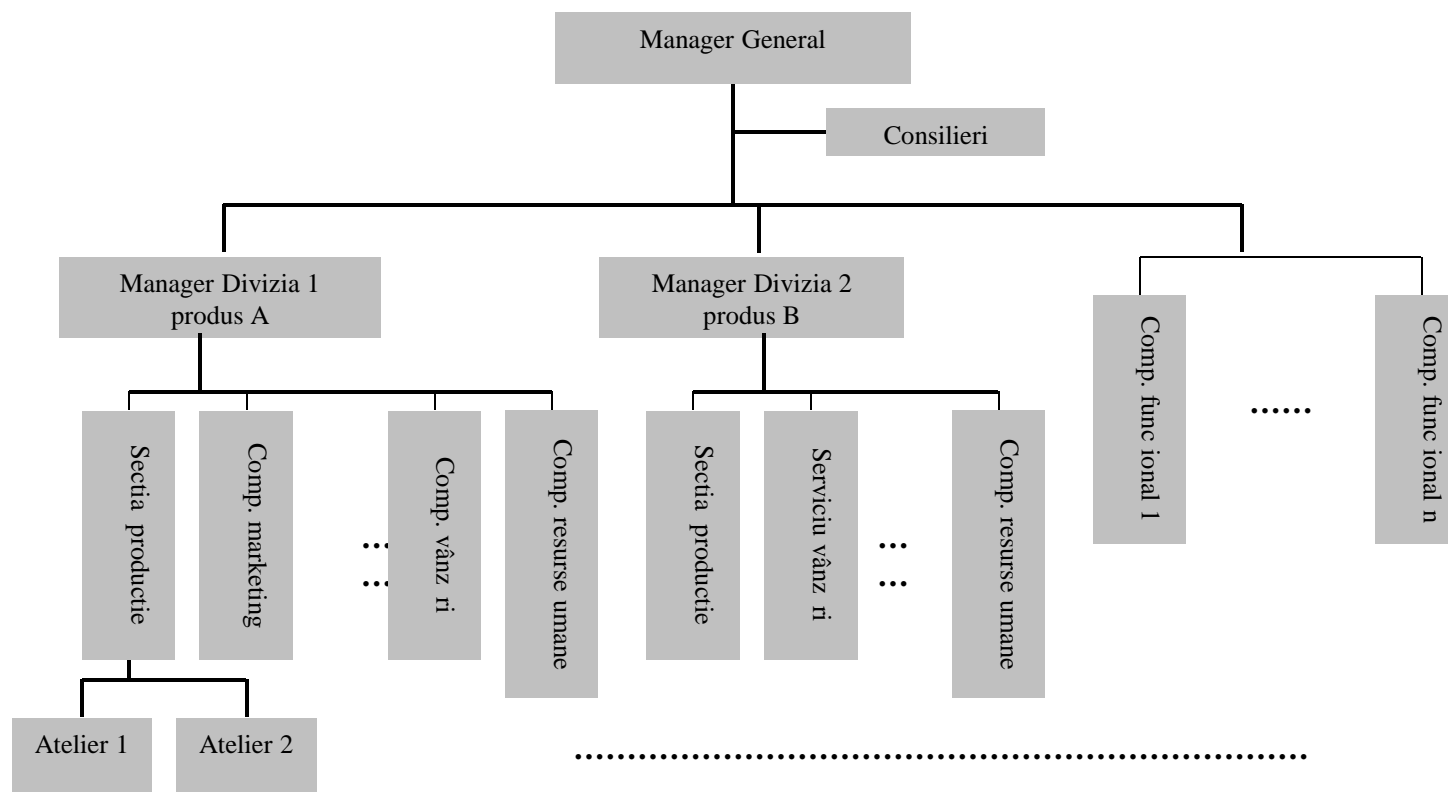 Manager General
Consilieri
Manager Divizia 1
produs A
Manager Divizia 2
produs B
Comp. func ional 1
......
Comp. func ional n
Sectia productie
Comp. marketing
...
...
Comp. vânz ri
Comp. resurse umane
Sectia productie
Serviciu vânz ri
...
...
Comp. resurse umane
Atelier 1
Atelier 2
........................................................................